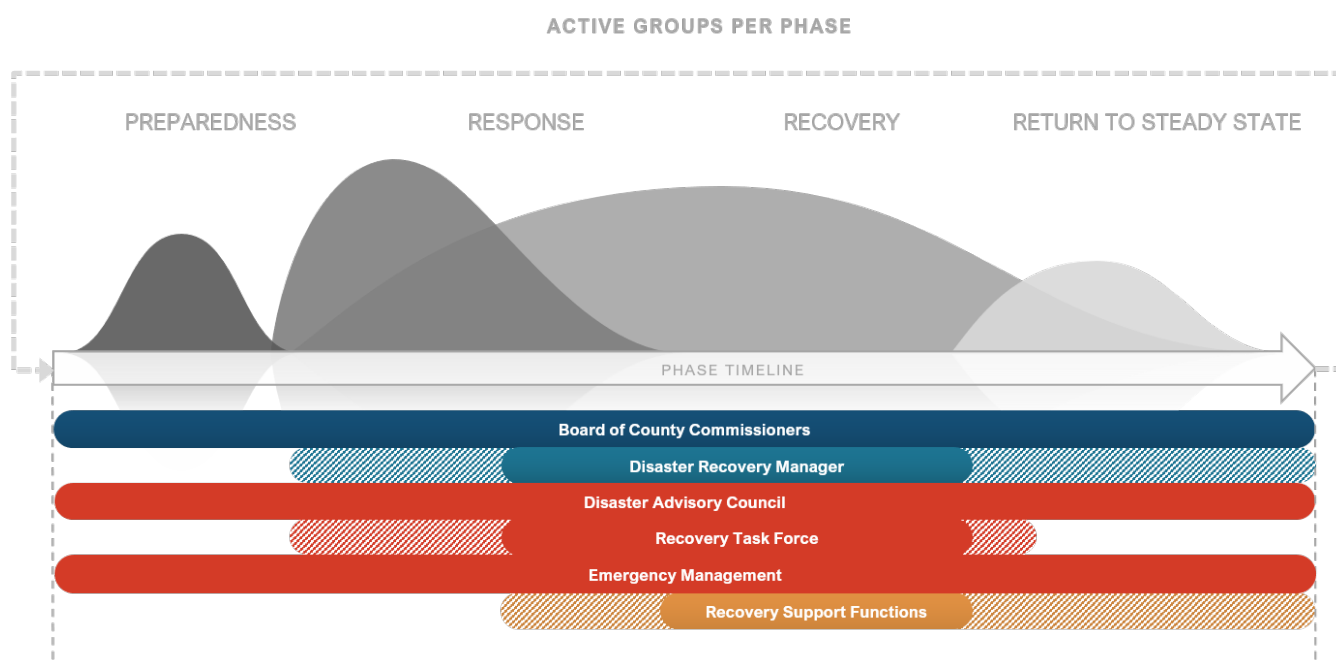 ACTIVE GROUPS PER PHASE
PREPAREDNESS
RESPONSE
RECOVERY
RETURN TO STEADY STATE
PHASE TIMELINE
Board of County Commissioners
Disaster Recovery Manager
Disaster Advisory Council
Recovery Task Force
Emergency Management
Recovery Support Functions